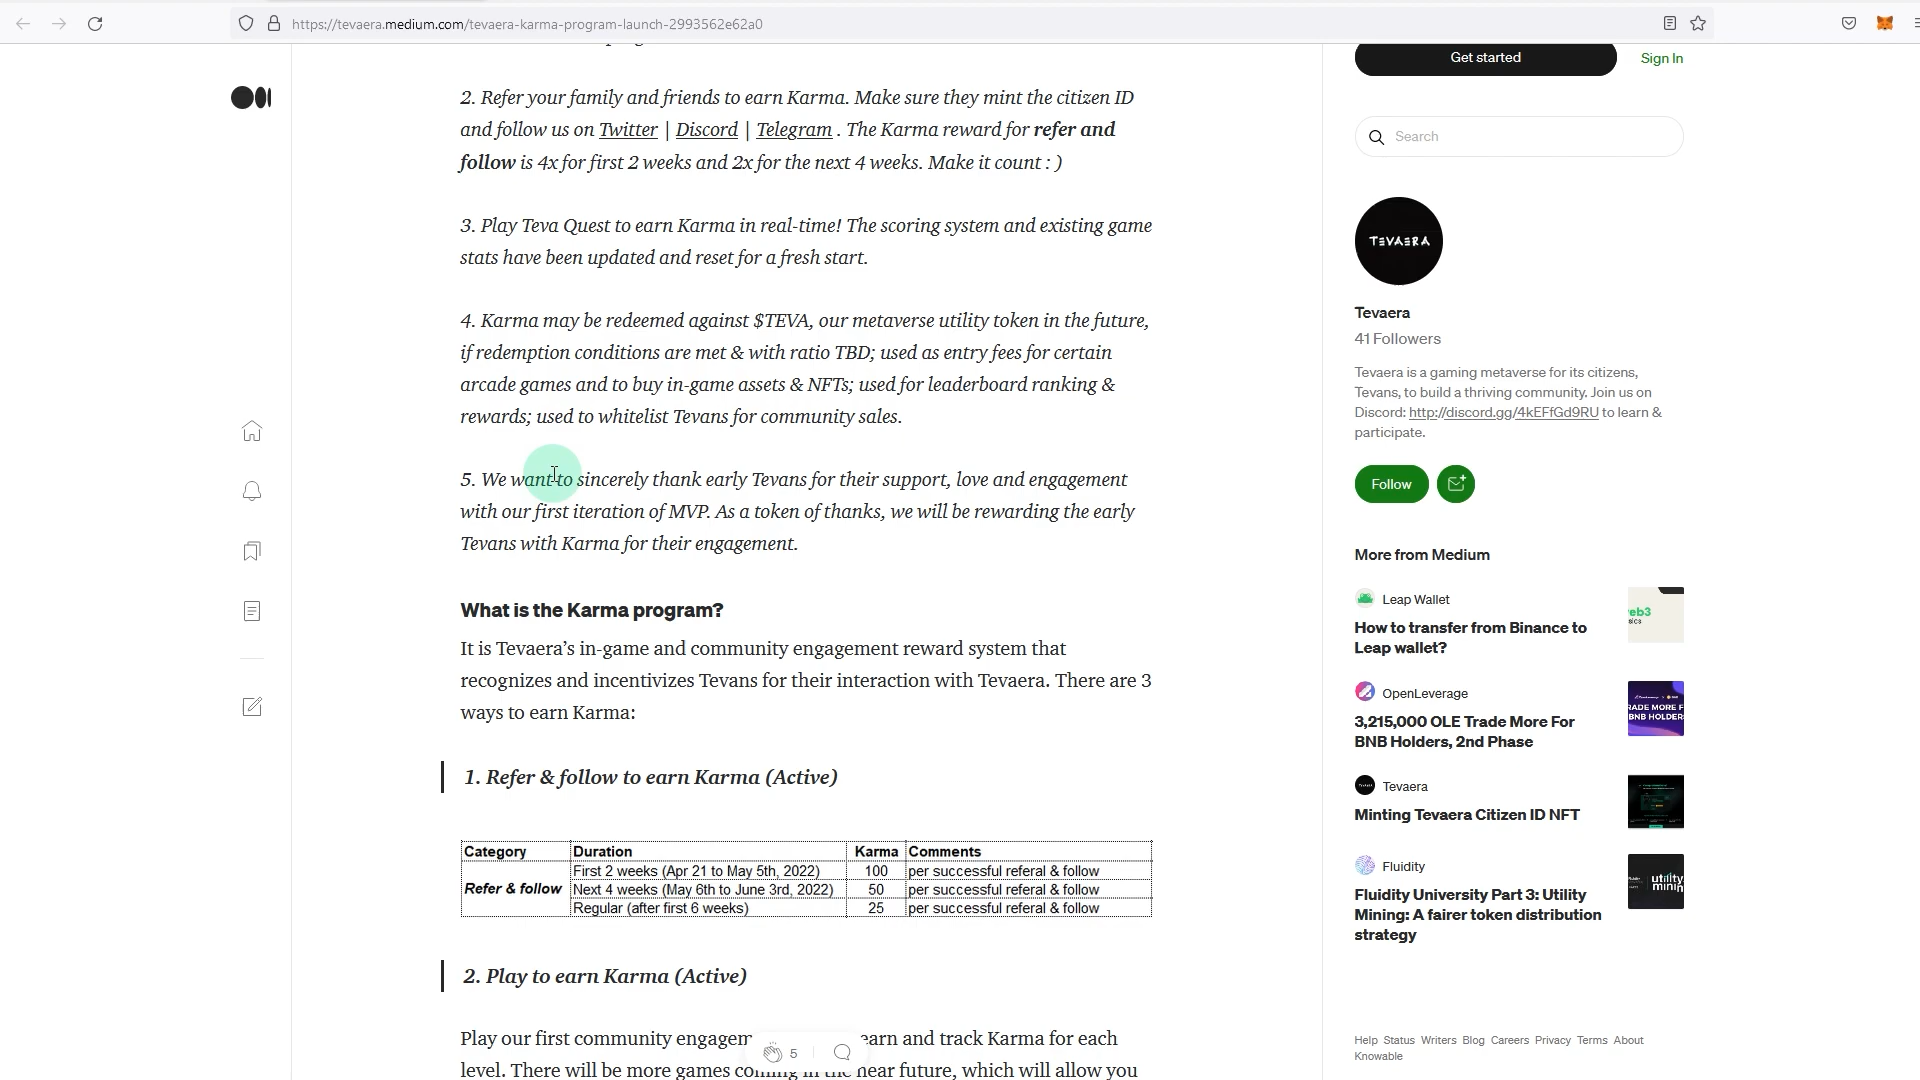 https://tevaera.medium.com/tevaera-karma-program-launch-2993562e62a0
2. Refer your family and friends to earn Karma. Make sure they mint the citizen ID
and follow us on Twitter | Discord | Telegram . The Karma reward for refer and
follow is 4x for first 2 weeks and 2x for the next 4 weeks. Make it count : )
3. Play Teva Quest to earn Karma in real-time! The scoring system and existing game
stats have been updated and reset for a fresh start.
4. Karma may be redeemed against $TEVA, our metaverse utility token in the future,
if redemption conditions are met & with ratio TBD; used as entry fees for certain
arcade games and to buy in-game assets & NFTs; used for leaderboard ranking &
rewards; used to whitelist Tevans for community sales.
5. We want to sincerely thank early Tevans for their support, love and engagement
with our first iteration of MVP. As a token of thanks, we will be rewarding the early
Tevans with Karma for their engagement.
What is the Karma program?
It is Tevaera's in-game and community engagement reward system that
recognizes and incentivizes Tevans for their interaction with Tevaera. There are 3
ways to earn Karma:
1. Refer & follow to earn Karma (Active)
Category Duration Karma Comments
First 2 weeks (Apr 21 to May 5th, 2022) 100 per successful referal & follow
Refer & follow Next 4 weeks (May 6th to June 3rd, 2022) 50 per successful referal & follow
Regular (after first 6 weeks) 25 per successful referal & follow
2. Play to earn Karma (Active)
Play our first community engagem earn and track Karma for each
level. There will be more games coming in the near future, which will allow you
5
Get started Sign In
Search
TEVAERA
Tevaera
41 Followers
Tevaera is a gaming metaverse for its citizens,
Tevans, to build a thriving community. Join us on
Discord: http://discord.gg/4kEFfGd9RU to learn &
participate.
Follow
More from Medium
Leap Wallet
How to transfer from Binance to
Leap wallet?
eb3
sics
OpenLeverage
3,215,000 OLE Trade More For
BNB Holders, 2nd Phase
RADE MORE F
BNB HOLDER
Tevaera
Minting Tevaera Citizen ID NFT
Fluidity
Fluidity University Part 3: Utility
Mining: A fairer token distribution
strategy
utility
minin
Help Status Writers Blog Careers Privacy Terms About
Knowable